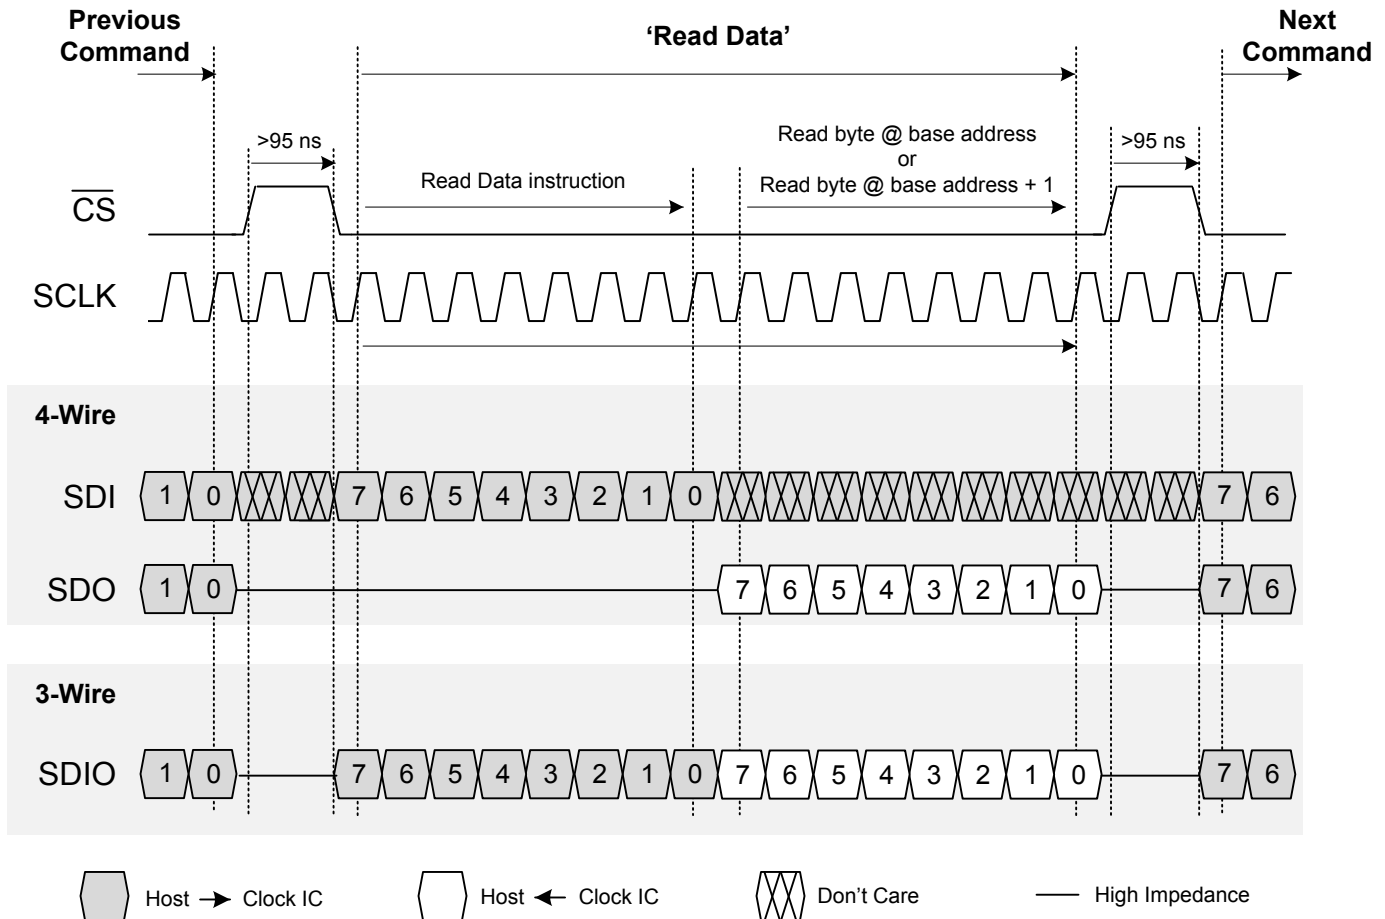 Previous
Command
'Read Data'
Next
Command
>95 ns
Read Data instruction
Read byte @ base address
or
Read byte @ base address + 1
>95 ns
CS
SCLK
4-Wire
SDI 1 0 7 6 5 4 3 2 1 0 7 6
SDO 1 0 7 6 5 4 3 2 1 0 7 6
3-Wire
SDIO 1 0 7 6 5 4 3 2 1 0 7 6 5 4 3 2 1 0 7 6
Host Clock IC
Host Clock IC
Don't Care
High Impedance